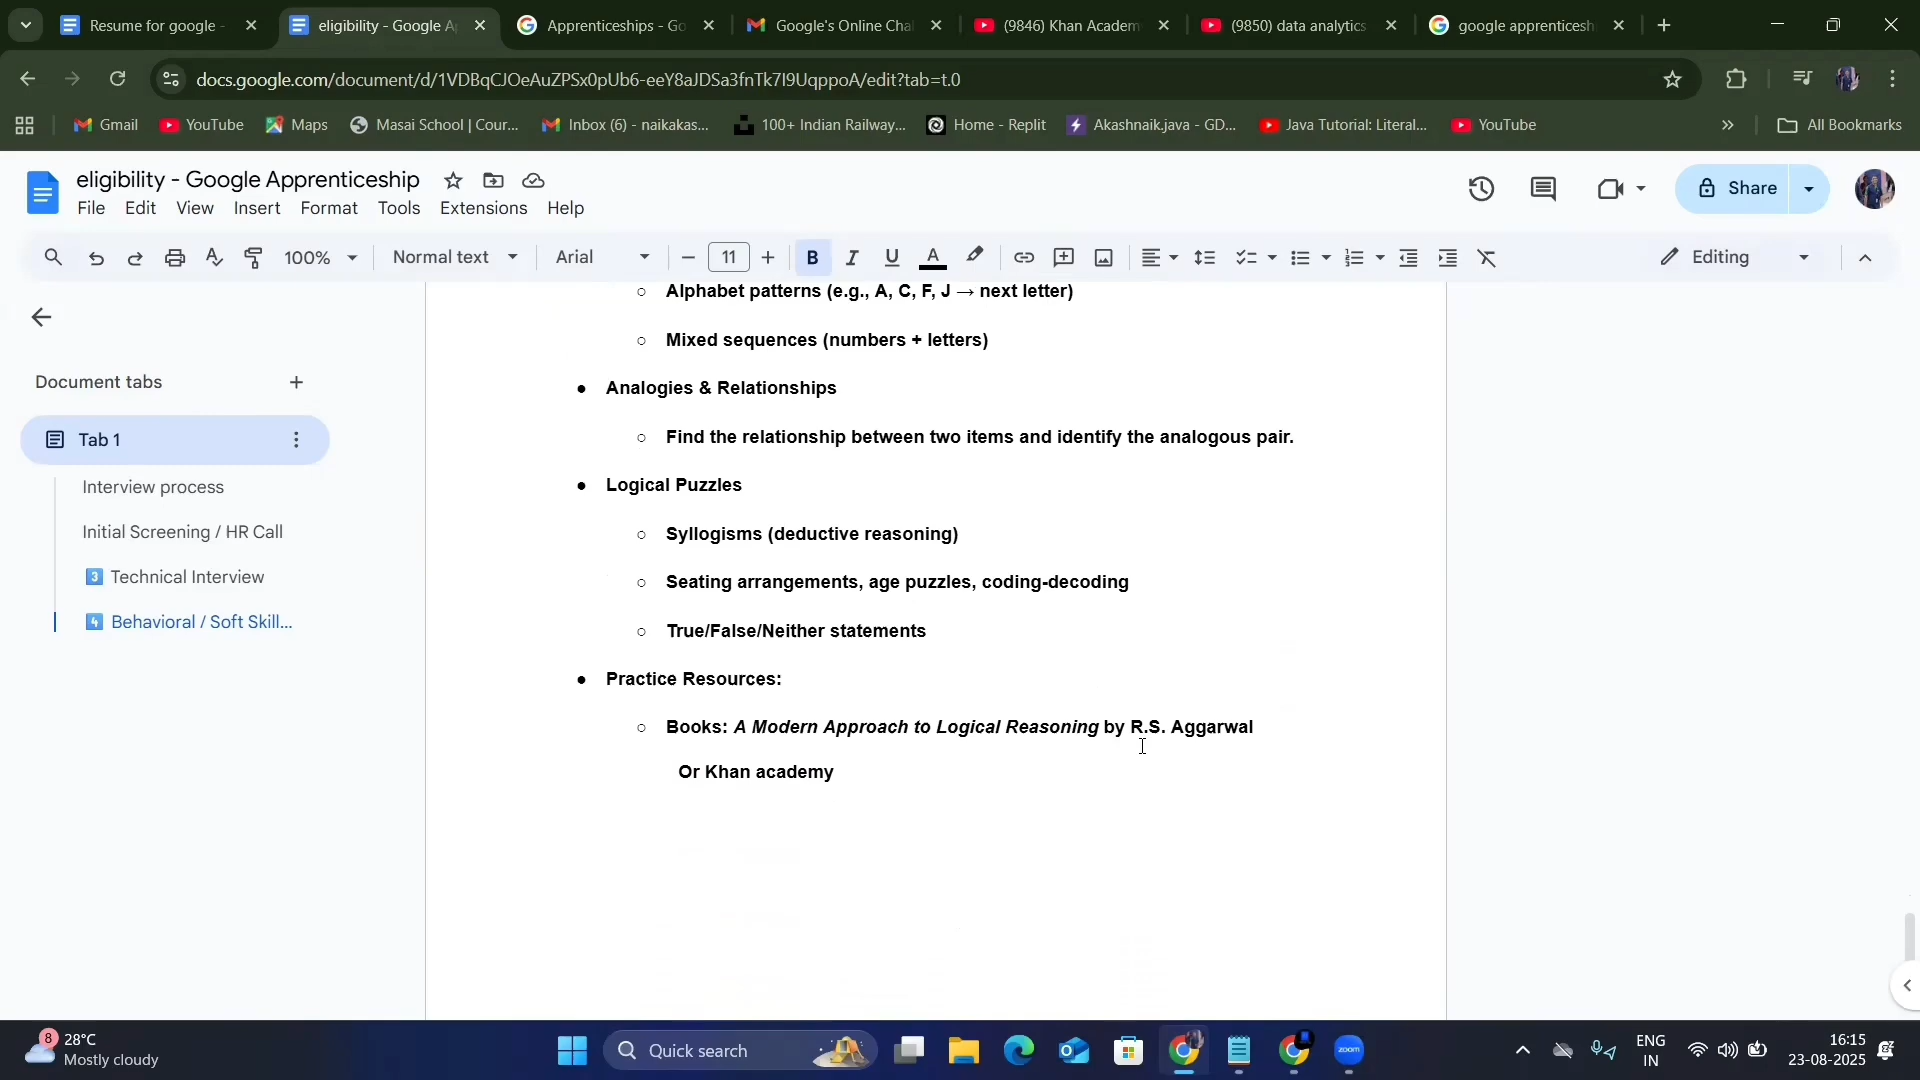 Resume for google -
eligibility - Google Ap
Apprenticeships - Go
Google's Online Chal
(9846) Khan Academ
(9850) data analytics
google apprenticesh
docs.google.com/document/d/1VDBqCJOeAuZPSx0pUb6-eeY8aJDSa3fnTk7l9UqppoA/edit?tab=t.0
Gmail
YouTube
Maps
Masai School | Cour...
Inbox (6) - naikakas...
100+ Indian Railway...
Home - Replit
Akashnaik.java - GD...
Java Tutorial: Literal...
YouTube
All Bookmarks
eligibility - Google Apprenticeship
File Edit View Insert Format Tools Extensions Help
Share
100% Normal text Arial 11 B I U A Editing
Document tabs
Tab 1
Interview process
Initial Screening / HR Call
3 Technical Interview
4 Behavioral / Soft Skill...
○ Alphabet patterns (e.g., A, C, F, J → next letter)
○ Mixed sequences (numbers + letters)
● Analogies & Relationships
○ Find the relationship between two items and identify the analogous pair.
● Logical Puzzles
○ Syllogisms (deductive reasoning)
○ Seating arrangements, age puzzles, coding-decoding
○ True/False/Neither statements
● Practice Resources:
○ Books: A Modern Approach to Logical Reasoning by R.S. Aggarwal
Or Khan academy
8
28°C
Mostly cloudy
Quick search
zoom
ENG
IN
16:15
23-08-2025